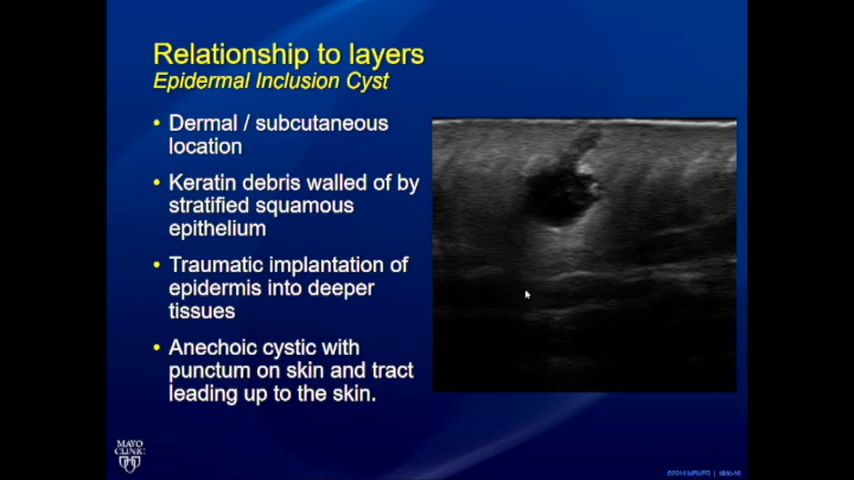 Relationship to layers
Epidermal Inclusion Cyst
• Dermal / subcutaneous
location
• Keratin debris walled of by
stratified squamous
epithelium
• Traumatic implantation of
epidermis into deeper
tissues
• Anechoic cystic with
punctum on skin and tract
leading up to the skin.
MAYO
CLINIC